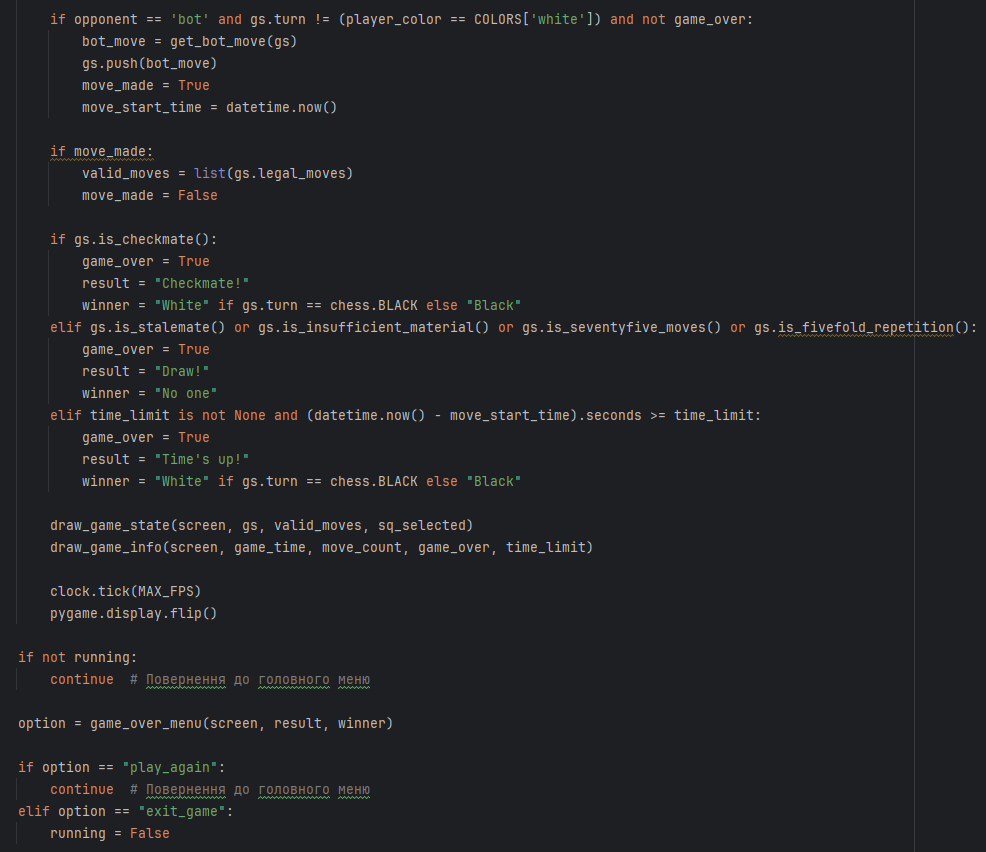 if opponent == 'bot' and gs.turn != (player_color == COLORS['white']) and not game_over:
bot_move = get_bot_move(gs)
gs.push(bot_move)
move_made = True
move_start_time = datetime.now()
if move_made:
valid_moves = list(gs.legal_moves)
move_made = False
if gs.is_checkmate():
game_over = True
result = "Checkmate!"
winner = "White" if gs.turn == chess.BLACK else "Black"
elif gs.is_stalemate() or gs.is_insufficient_material() or gs.is_seventyfive_moves() or gs.is_fivefold_repetition():
game_over = True
result = "Draw!"
winner = "No one"
elif time_limit is not None and (datetime.now() - move_start_time).seconds >= time_limit:
game_over = True
result = "Time's up!"
winner = "White" if gs.turn == chess.BLACK else "Black"
draw_game_state(screen, gs, valid_moves, sq_selected)
draw_game_info(screen, game_time, move_count, game_over, time_limit)
clock.tick(MAX_FPS)
pygame.display.flip()
if not running:
continue  # Повернення до головного меню
option = game_over_menu(screen, result, winner)
if option == "play_again":
continue  # Повернення до головного меню
elif option == "exit_game":
running = False